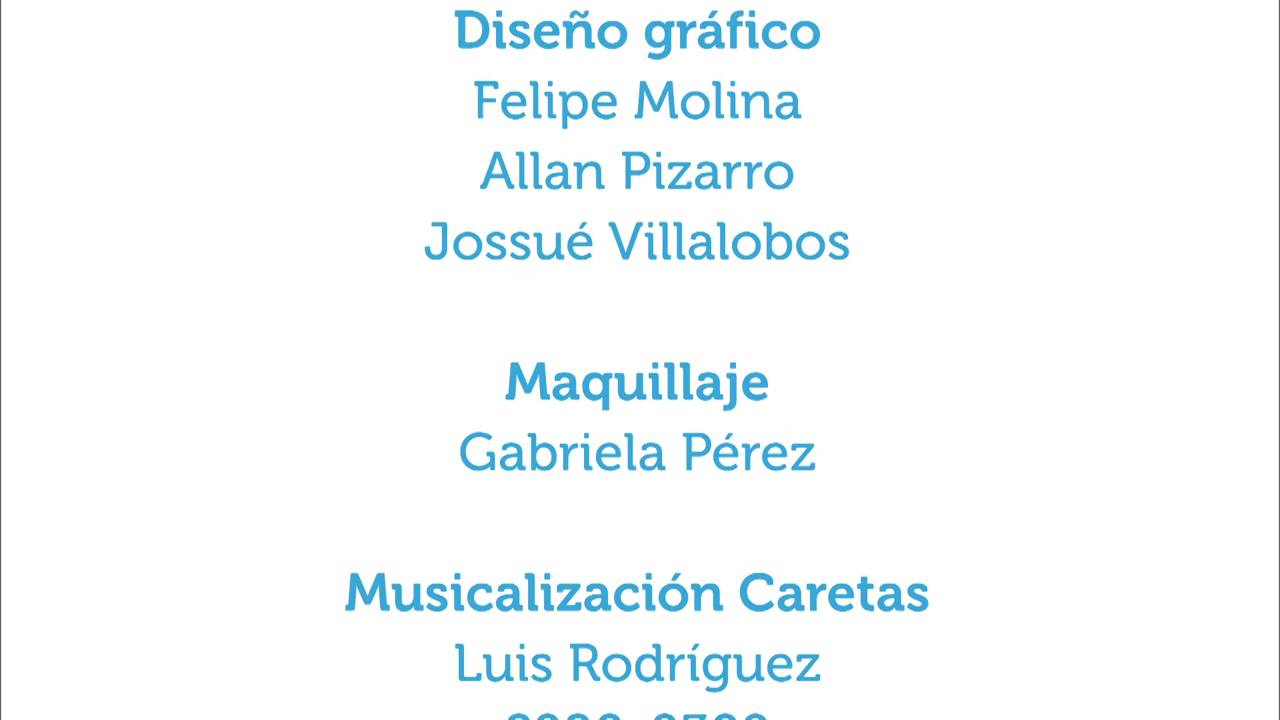 Diseño gráfico
Felipe Molina
Allan Pizarro
Jossué Villalobos
Maquillaje
Gabriela Pérez
Musicalización Caretas
Luis Rodríguez